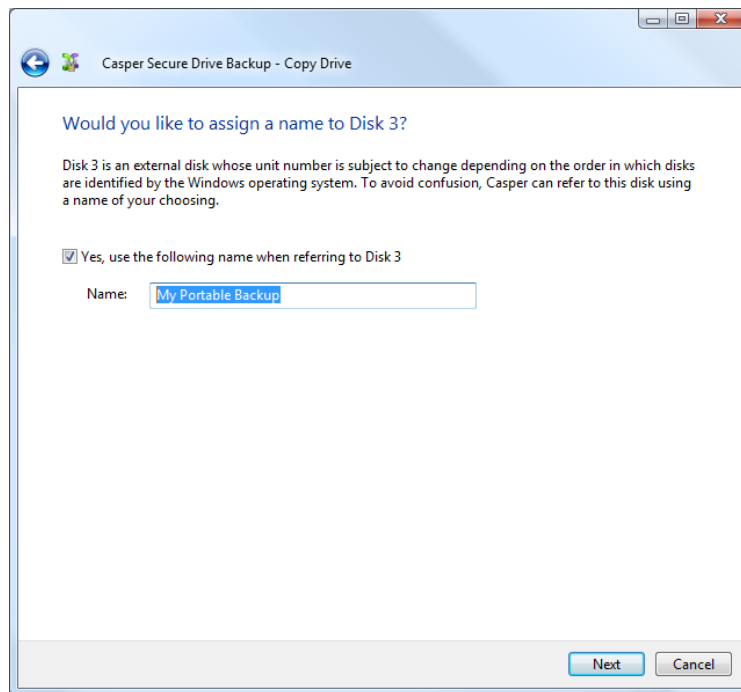 Casper Secure Drive Backup - Copy Drive
Would you like to assign a name to Disk 3?
Disk 3 is an external disk whose unit number is subject to change depending on the order in which disks
are identified by the Windows operating system. To avoid confusion, Casper can refer to this disk using
a name of your choosing.
Yes, use the following name when referring to Disk 3
Name: My Portable Backup
Next Cancel